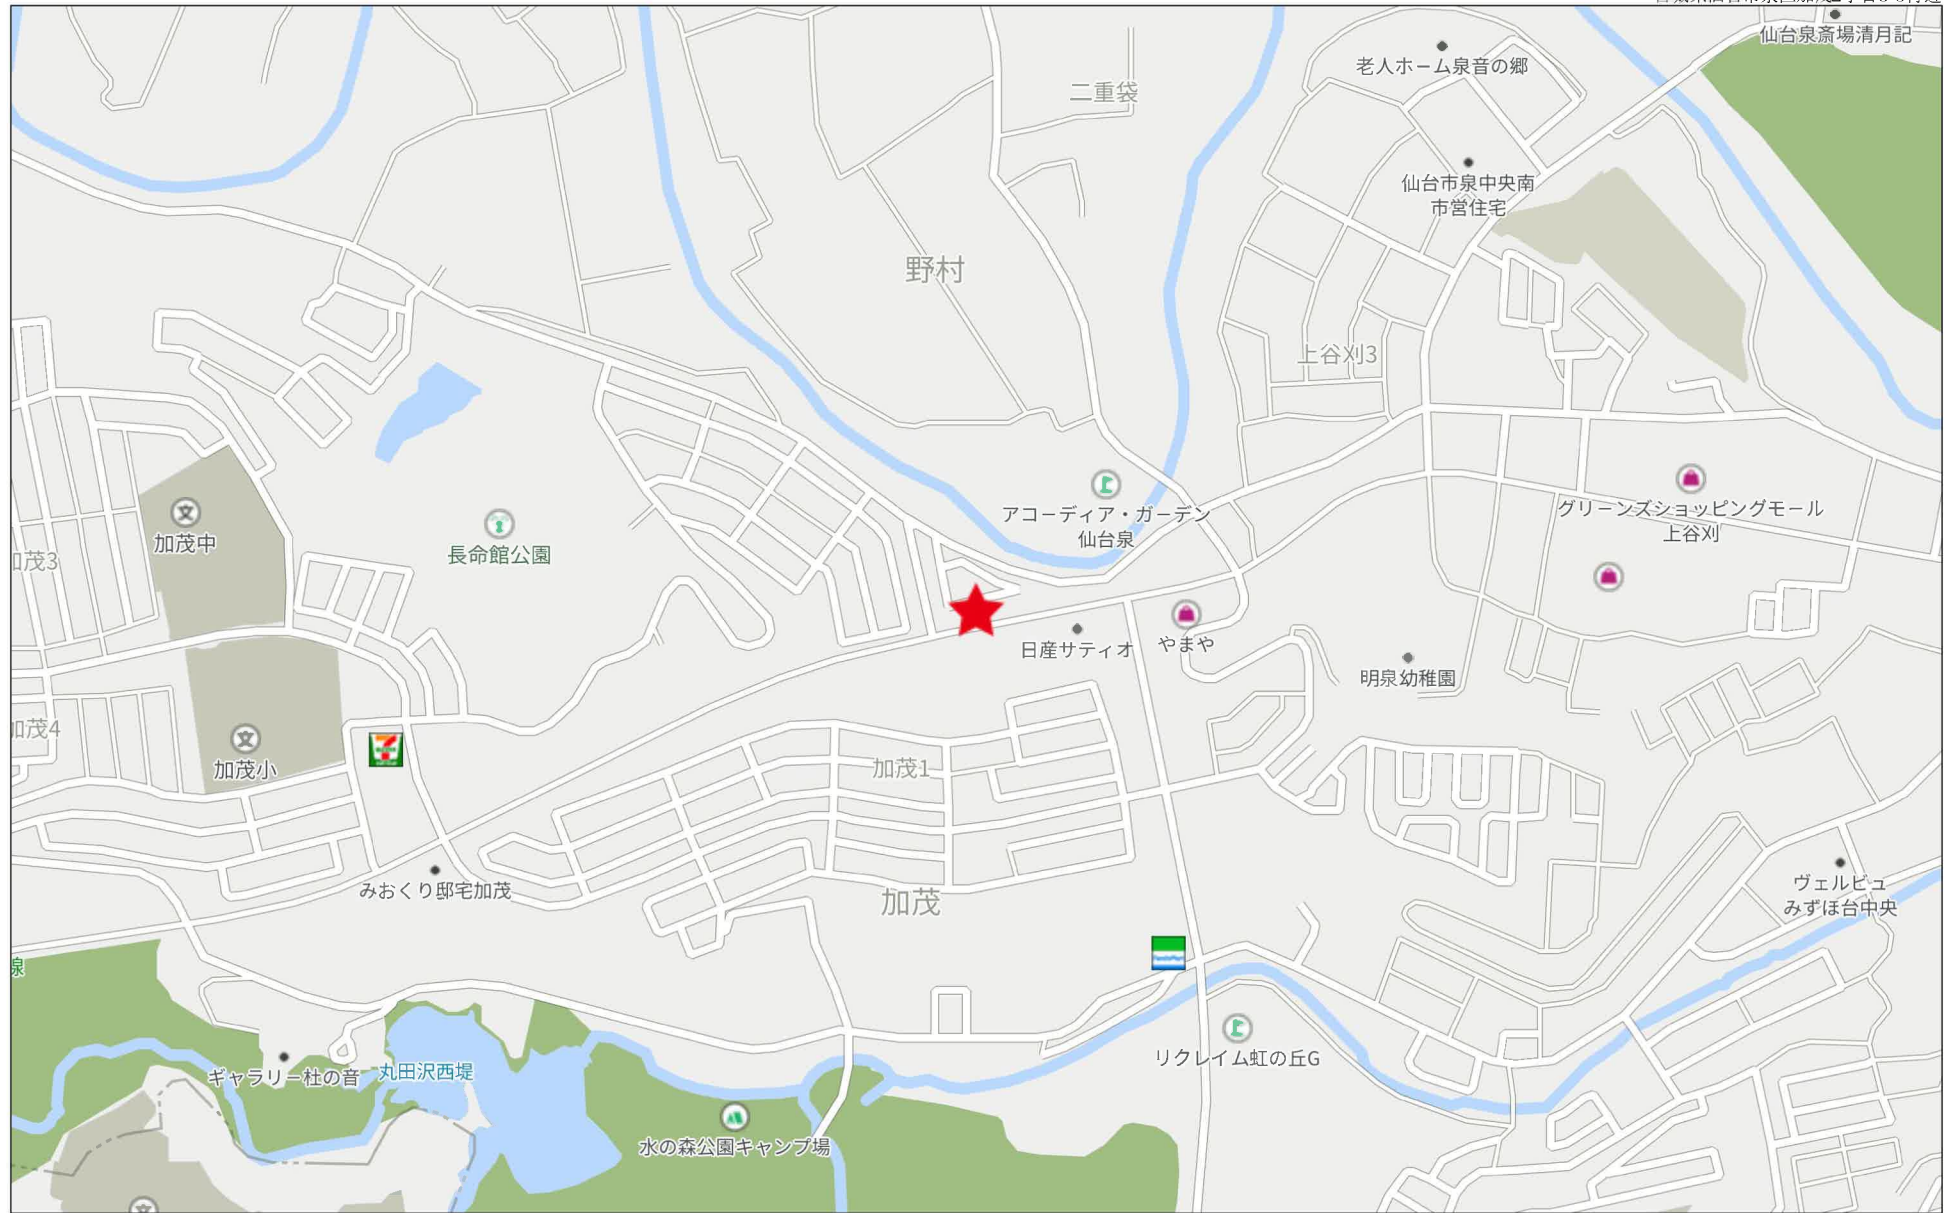 仙台泉斎場清月記
老人ホーム泉音の郷
二重袋
仙台市泉中央南
市営住宅
野村
上谷刈3
アコーディア・ガーデン
仙台泉
グリーンズショッピングモール
上谷刈
加茂中
長命館公園
加茂3
日産サティオ
やまや
明泉幼稚園
加茂4
加茂小
加茂1
みおくり邸宅加茂
加茂
ヴェルビュ
みずほ台中央
線
ギャラリー杜の音
丸田沢西堤
リクレイム虹の丘G
水の森公園キャンプ場